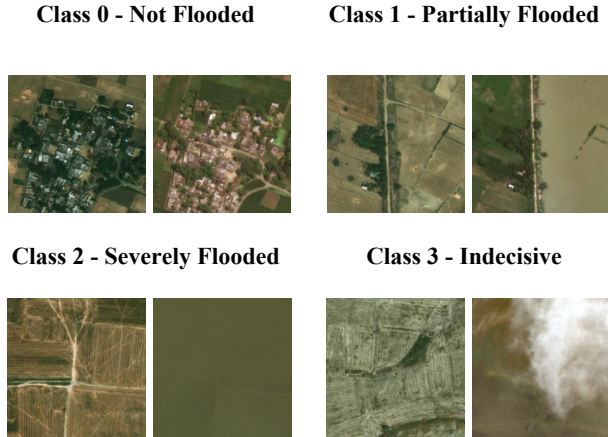 Class 0 - Not Flooded
Class 1 - Partially Flooded
Class 2 - Severely Flooded
Class 3 - Indecisive